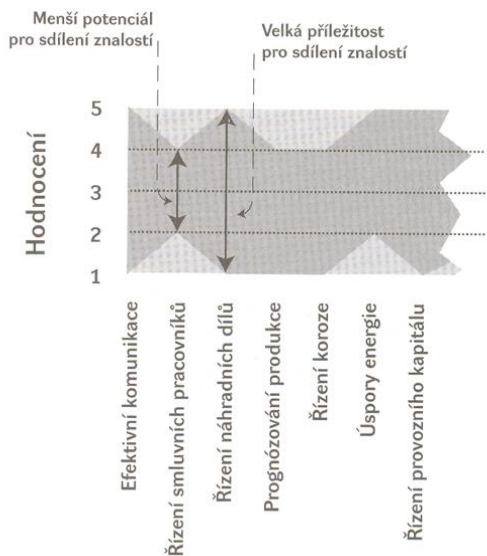 Menší potenciál
pro sdílení znalostí
Velká příležitost
pro sdílení znalostí
Hodnocení
5
4
3
2
1
Efektivní komunikace
Řízení smluvních pracovníků
Řízení náhradních dílů
Prognózování produkce
Řízení koroze
Úspory energie
Řízení provozního kapitálu